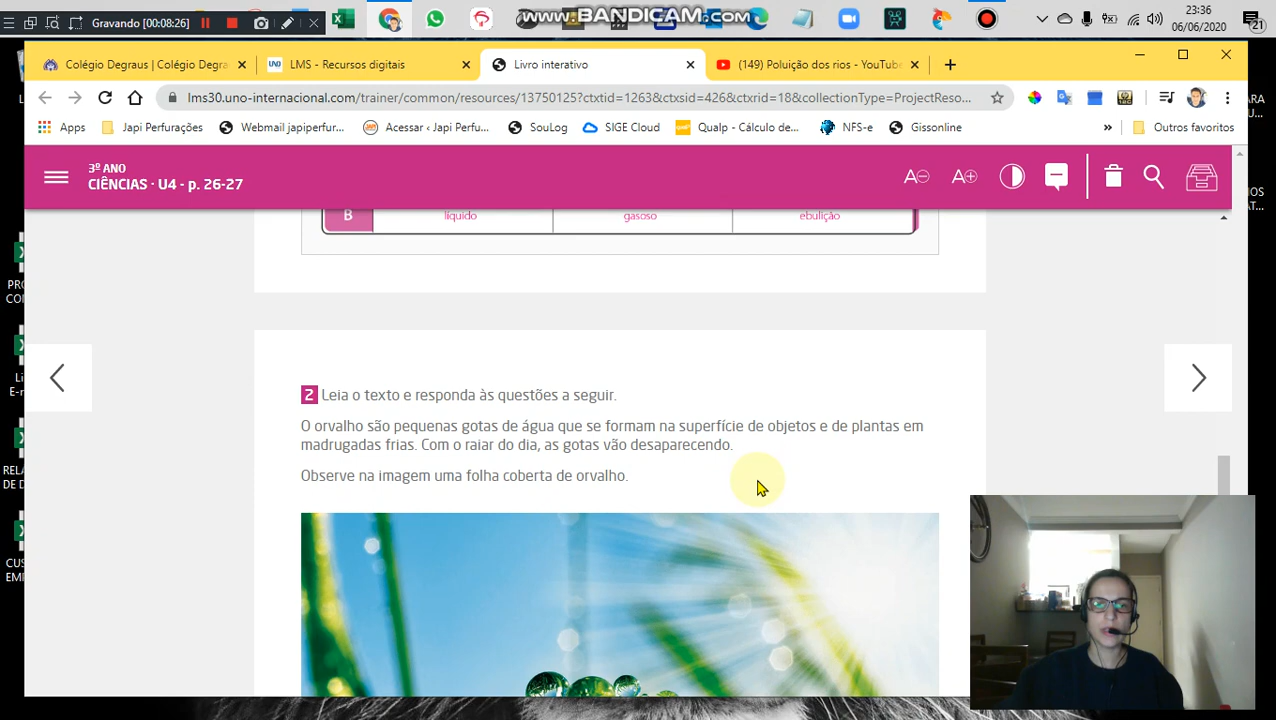 Gravando [00:08:26]
www.BANDICAM.com
23:36
06/06/2020
21
Colégio Degraus | Colégio Degra
LMS - Recursos digitais
Livro interativo
(149) Poluição dos rios - YouTube
lms30.uno-internacional.com/trainer/common/resources/13750125?ctxtid=1263&ctxsid=426&ctxrid=18&collectionType=ProjectReso...
Apps
Japi Perfurações
Webmail japiperfur...
Acessar ‹ Japi Perfu...
SouLog
SIGE Cloud
Qualp - Cálculo de...
NFS-e
Gissonline
»
Outros favoritos
3º ANO
CIÊNCIAS · U4 - p. 26-27
A-
A+
B líquido gasoso ebulição
2 Leia o texto e responda às questões a seguir.
O orvalho são pequenas gotas de água que se formam na superfície de objetos e de plantas em
madrugadas frias. Com o raiar do dia, as gotas vão desaparecendo.
Observe na imagem uma folha coberta de orvalho.